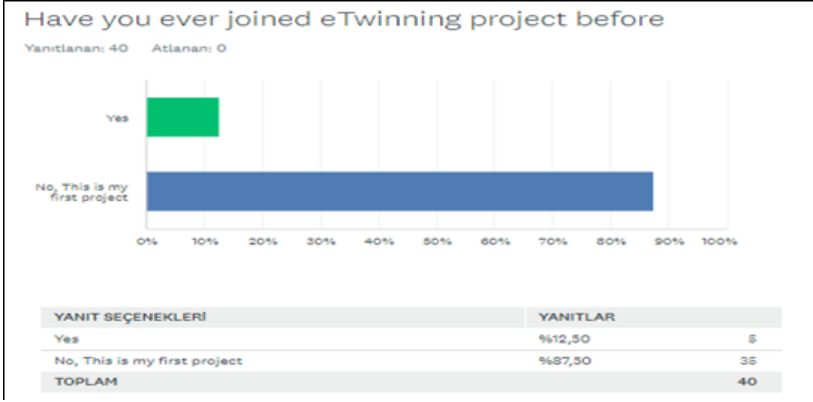 Have you ever joined eTwinning project before
Yanıtlanan: 40 Atlanan: 0
Yes
No, This is my
first project
0% 10% 20% 30% 40% 50% 60% 70% 80% 90% 100%
YANIT SEÇENEKLERİ YANITLAR
Yes %12,50 5
No, This is my first project %87,50 35
TOPLAM 40